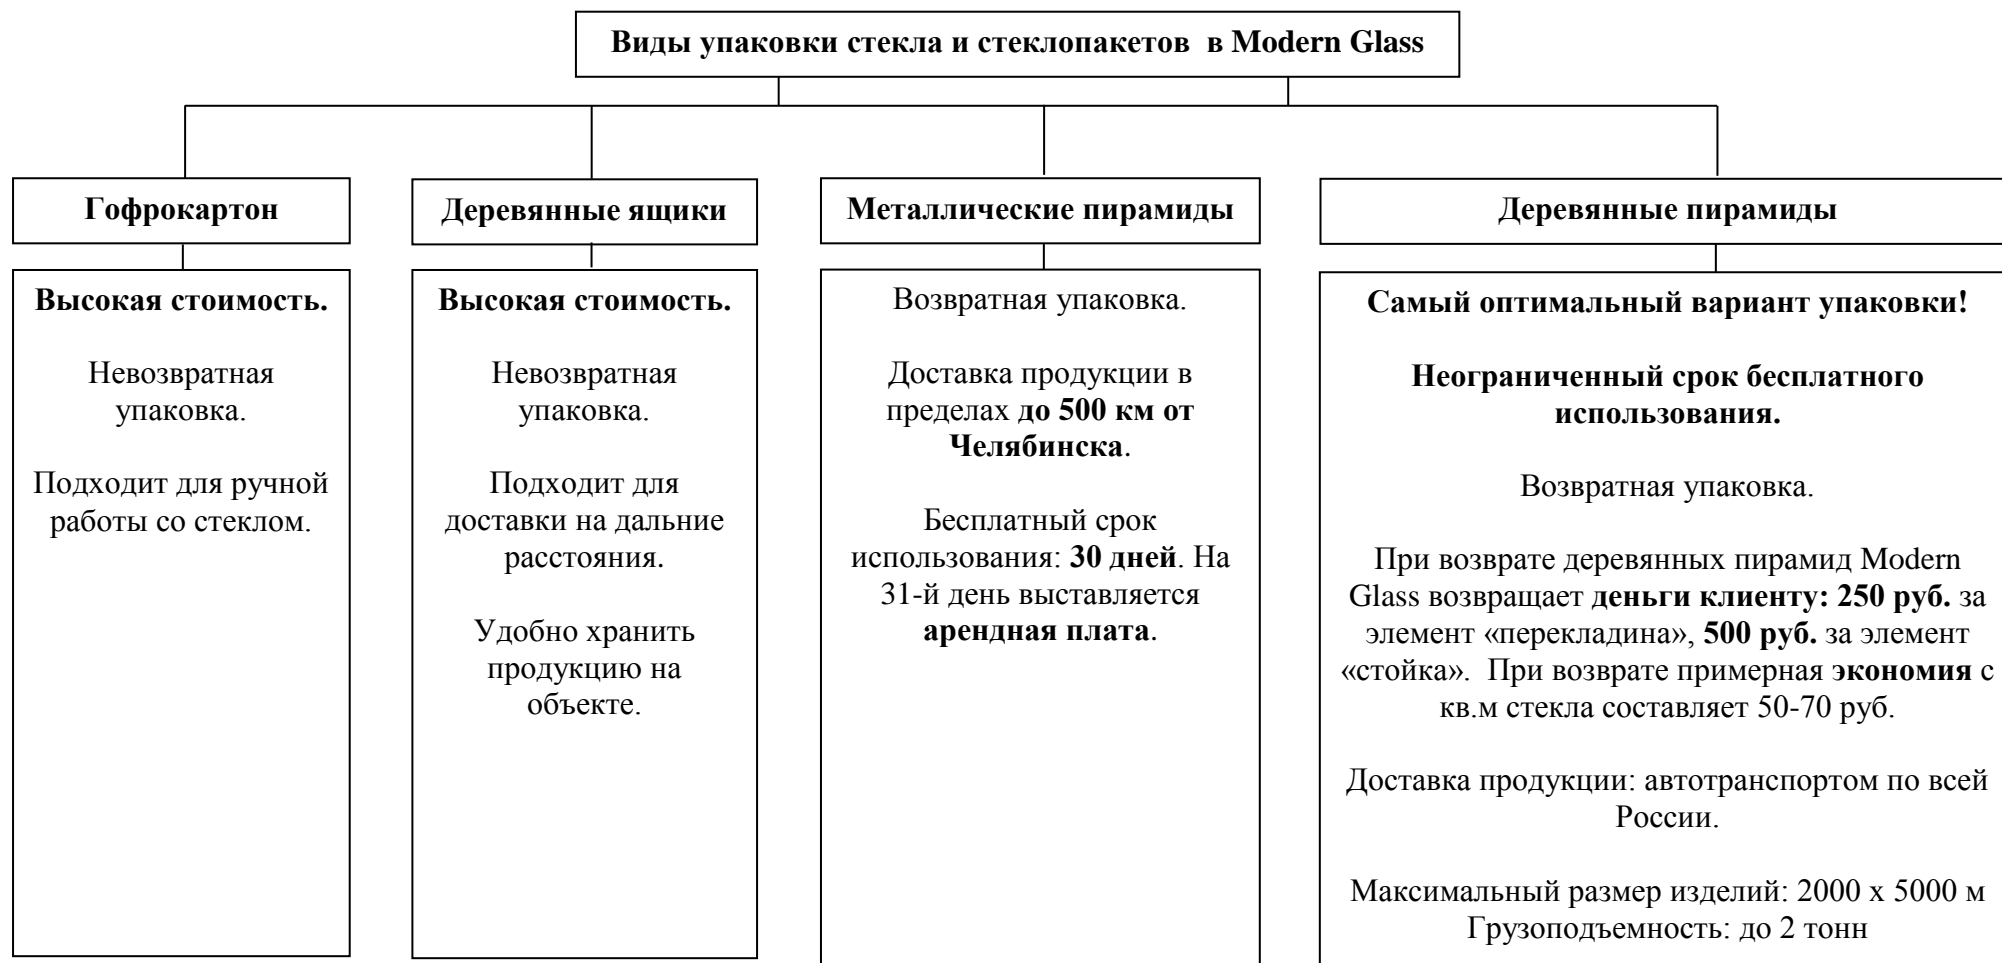 Виды упаковки стекла и стеклопакетов  в Modern Glass
Гофрокартон
Высокая стоимость.
Невозвратная
упаковка.
Подходит для ручной
работы со стеклом.
Деревянные ящики
Высокая стоимость.
Невозвратная
упаковка.
Подходит для
доставки на дальние
расстояния.
Удобно хранить
продукцию на
объекте.
Металлические пирамиды
Возвратная упаковка.
Доставка продукции в
пределах до 500 км от
Челябинска.
Бесплатный срок
использования: 30 дней. На
31-й день выставляется
арендная плата.
Деревянные пирамиды
Самый оптимальный вариант упаковки!
Неограниченный срок бесплатного
использования.
Возвратная упаковка.
При возврате деревянных пирамид Modern
Glass возвращает деньги клиенту: 250 руб. за
элемент «перекладина», 500 руб. за элемент
«стойка».  При возврате примерная экономия с
кв.м стекла составляет 50-70 руб.
Доставка продукции: автотранспортом по всей
России.
Максимальный размер изделий: 2000 х 5000 м
Грузоподъемность: до 2 тонн